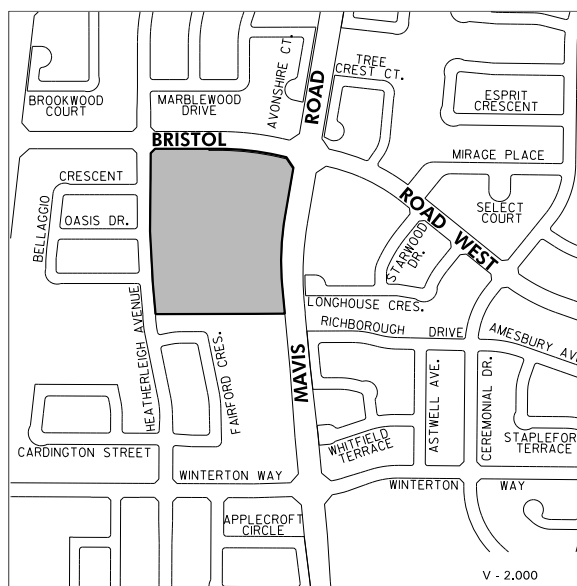 TREE
CREST CT.
AVONSHIRE CT.
ROAD
BROOKWOOD
COURT
MARBLEWOOD
DRIVE
ESPRIT
CRESCENT
BRISTOL
MIRAGE PLACE
CRESCENT
BELLAGGIO
OASIS DR.
SELECT
COURT
ROAD WEST
STARWOOD
DR.
HEATHERLEIGH AVENUE
LONGHOUSE CRES.
RICHBOROUGH DRIVE
AMESBURY AV
FAIRFORD CRES.
MAVIS
ASTWELL AVE.
CEREMONIAL DR.
CARDINGTON STREET
WHITFIELD
TERRACE
STAPLEFOR
TERRACE
WINTERTON WAY
WINTERTON WAY
APPLECROFT
CIRCLE
V - 2.000